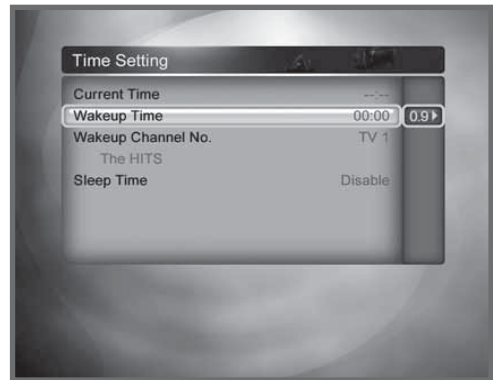 Time Setting
Current Time --:--
Wakeup Time 00:00 0.9
Wakeup Channel No. TV 1
The HITS
Sleep Time Disable